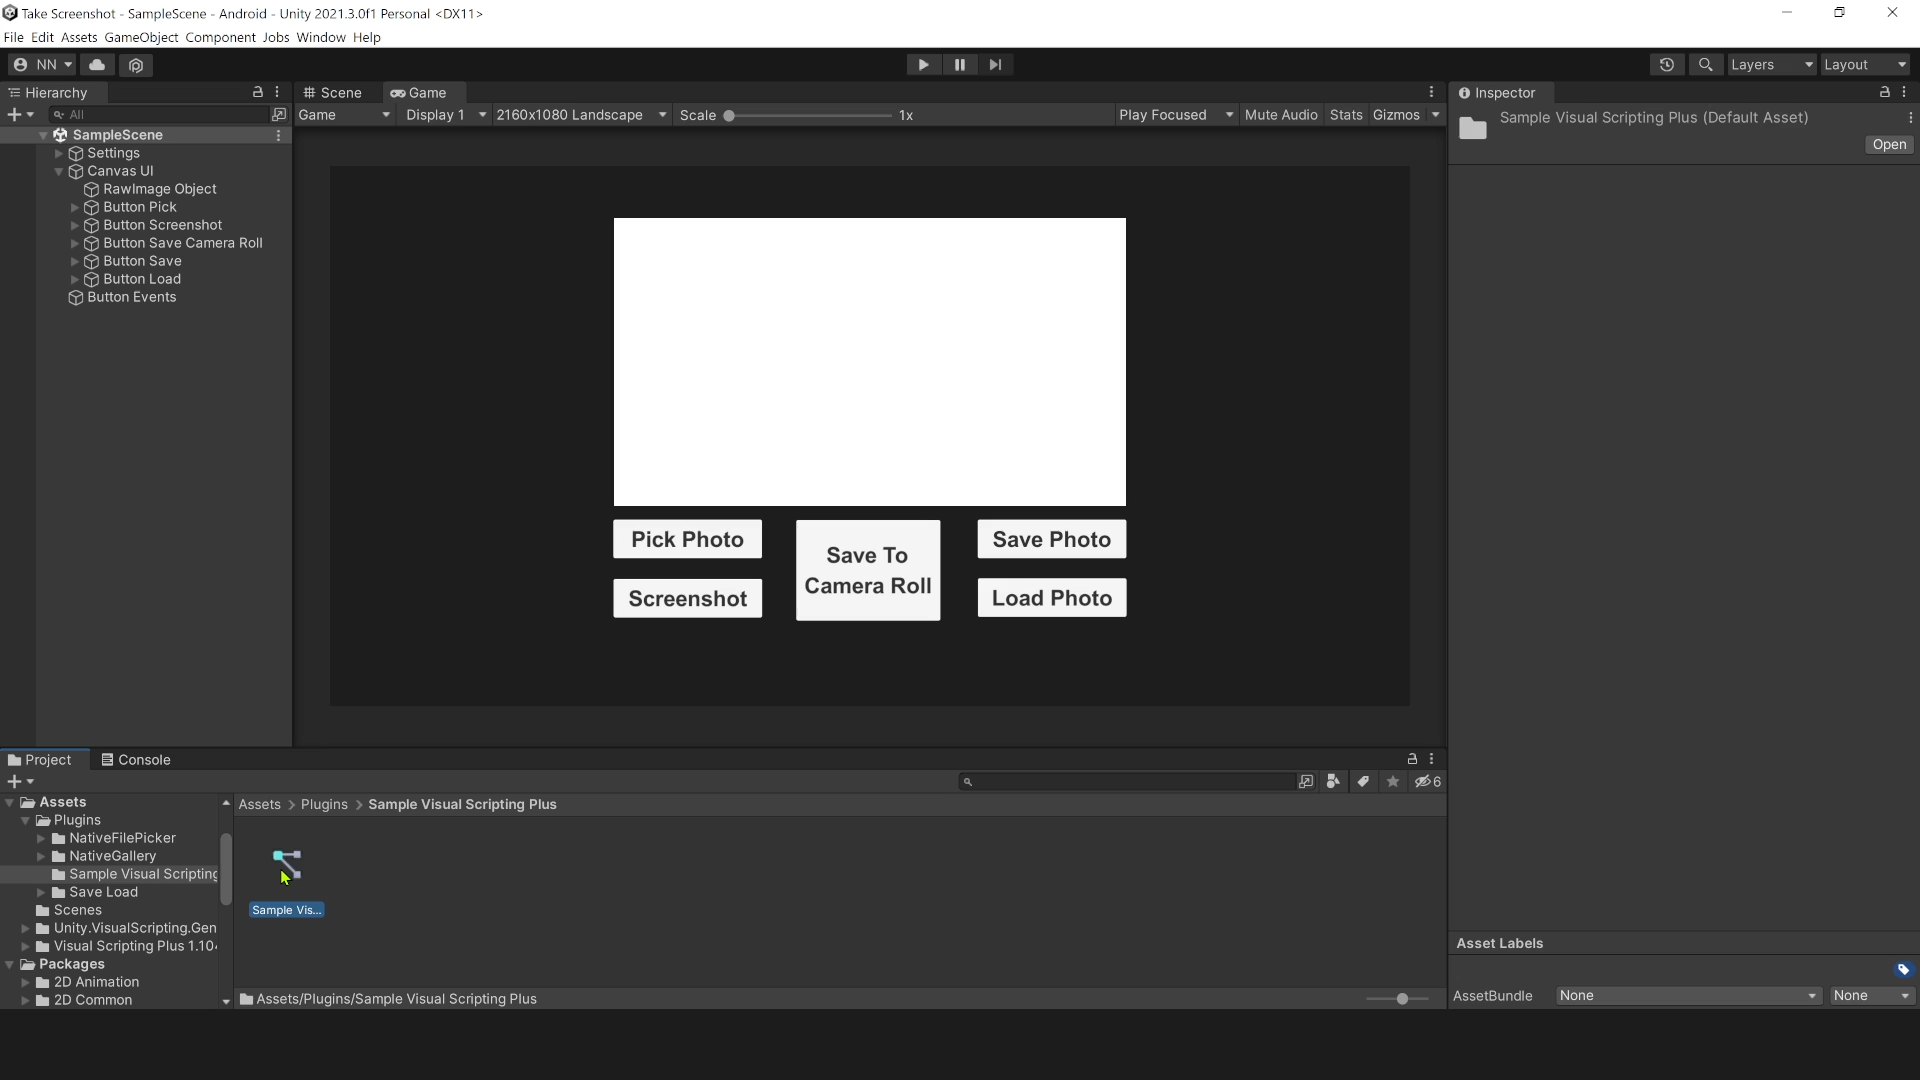 Take Screenshot - SampleScene - Android - Unity 2021.3.0f1 Personal <DX11>
File Edit Assets GameObject Component Jobs Window Help
NN Layers Layout
Hierarchy
Scene Game
Inspector
All
Game Display 1 2160x1080 Landscape Scale 1x Play Focused Mute Audio Stats Gizmos
Sample Visual Scripting Plus (Default Asset)
Open
SampleScene
Settings
Canvas UI
RawImage Object
Button Pick
Button Screenshot
Button Save Camera Roll
Button Save
Button Load
Button Events
Pick Photo
Save To
Camera Roll
Save Photo
Screenshot
Load Photo
Project Console
6
Assets
Plugins
NativeFilePicker
NativeGallery
Sample Visual Scripting
Save Load
Scenes
Unity.VisualScripting.Gen
Visual Scripting Plus 1.10
Packages
2D Animation
2D Common
Assets > Plugins > Sample Visual Scripting Plus
Sample Vis...
Assets/Plugins/Sample Visual Scripting Plus
Asset Labels
AssetBundle None None